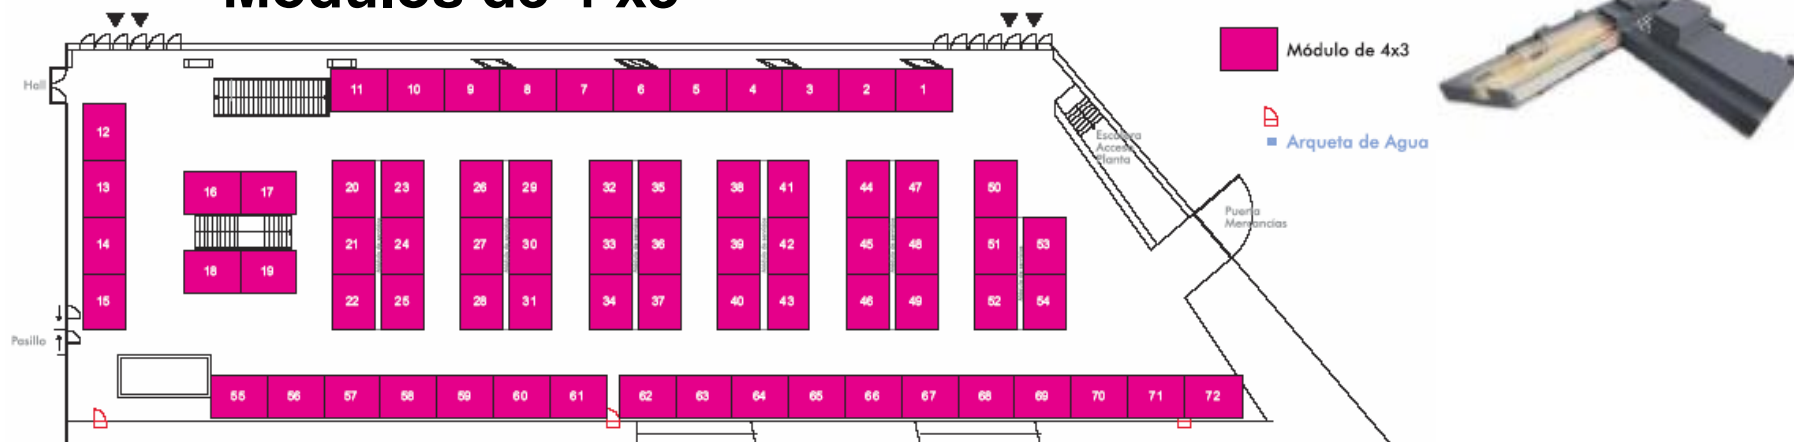 Módulos de 4 x3
Hall
11 10 9 8 7 6 5 4 3 2 1
Módulo de 4x3
12
Escalera
Acceso
Planta
Arqueta de Agua
13
16 17
20 23 26 29 32 35 38 41 44 47 50
Puerta
Mercancías
14
21 24 27 30 33 36 39 42 45 48 51 53
18 19
15
22 25 28 31 34 37 40 43 46 49 52 54
Pasillo
55 56 57 58 59 60 61 62 63 64 65 66 67 68 69 70 71 72